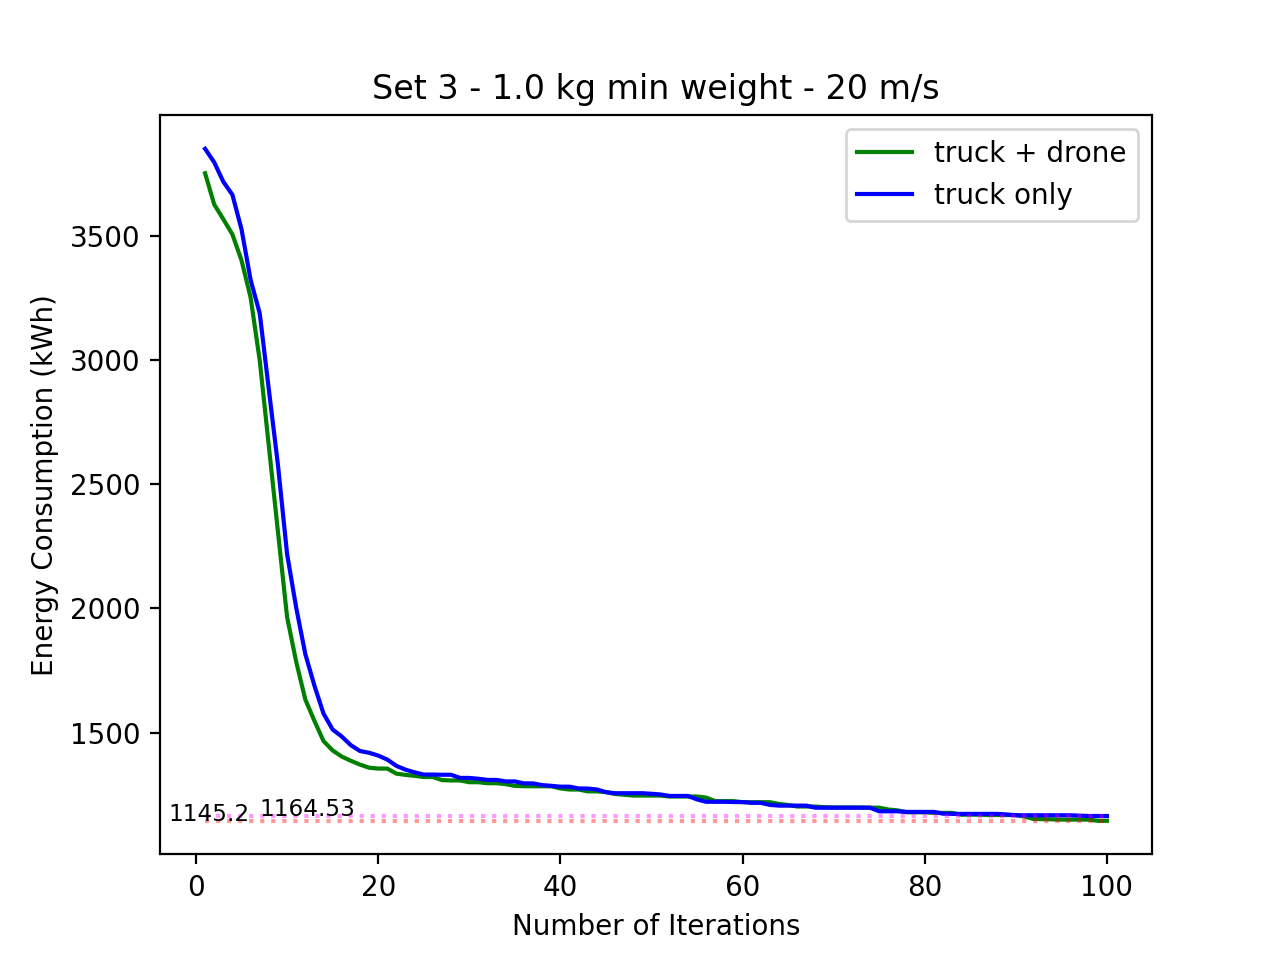 Set 3 - 1.0 kg min weight - 20 m/s
truck + drone
truck only
Energy Consumption (kWh)
3500
3000
2500
2000
1500
1145.2
1164.53
0 20 40 60 80 100
Number of Iterations